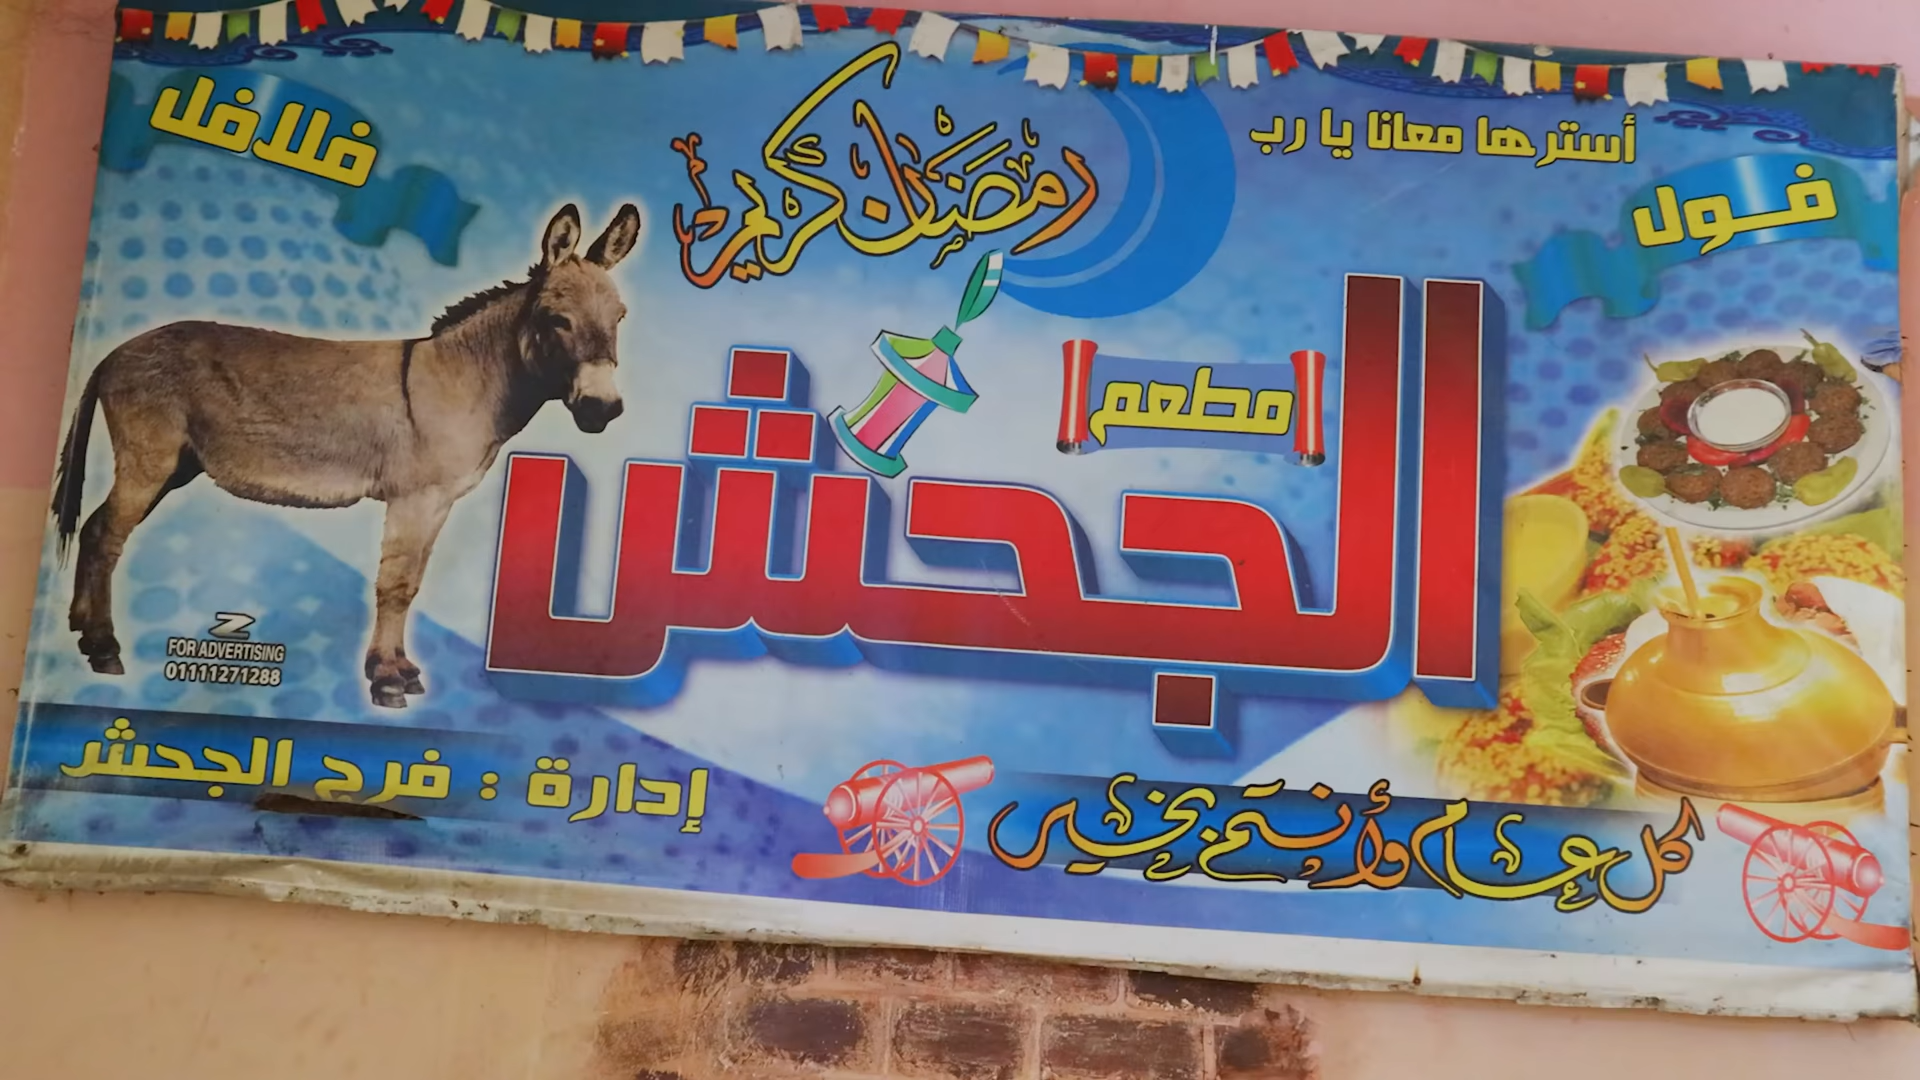 أسترها معانا يا رب
رمضان كريم
فلافل
فول
مطعم
الجحش
Z
FOR ADVERTISING
01111271288
إدارة : فرج الجحش
كل عام وأنتم بخير